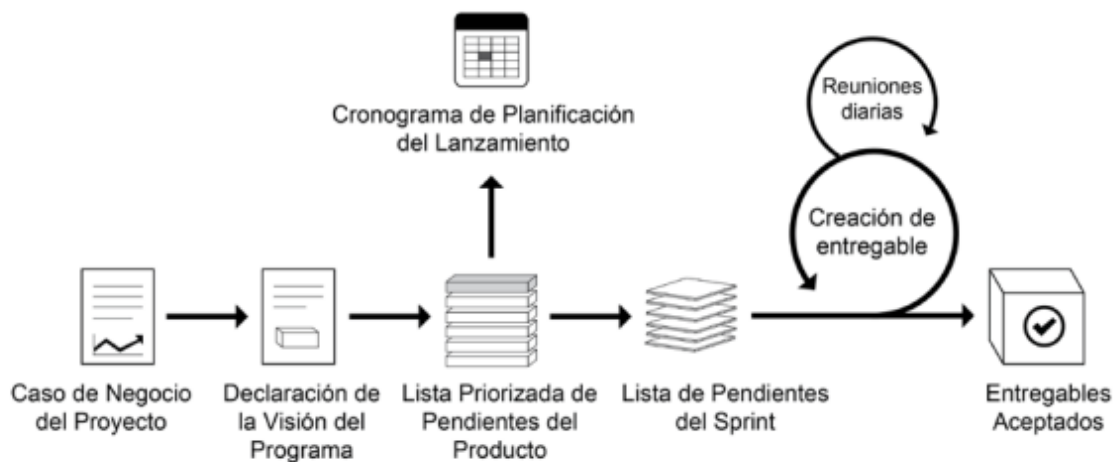 Cronograma de Planificación
del Lanzamiento
Reuniones
diarias
Creación de
entregable
Caso de Negocio
del Proyecto
Declaración de
la Visión del
Programa
Lista Priorizada de
Pendientes del
Producto
Lista de Pendientes
del Sprint
Entregables
Aceptados